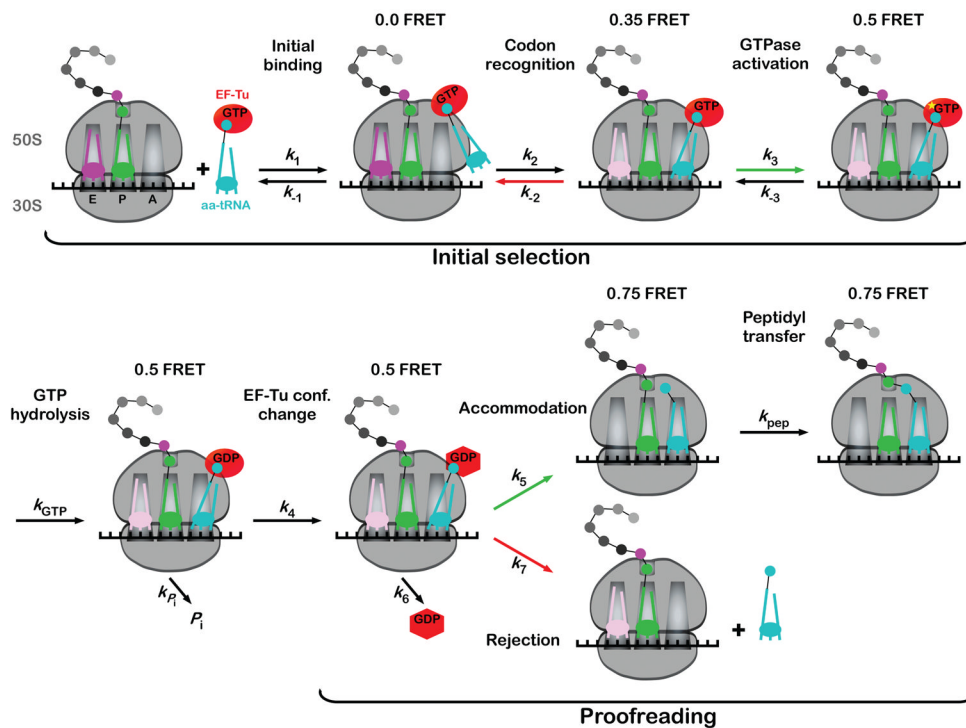 0.0 FRET
0.35 FRET
0.5 FRET
Initial
binding
Codon
recognition
GTPase
activation
EF-Tu
GTP
GTP
GTP
GTP
50S
+
k1
k2
k3
k-1
k-2
k-3
E P A
aa-tRNA
30S
Initial selection
0.75 FRET
0.75 FRET
Peptidyl
transfer
0.5 FRET
0.5 FRET
GTP
hydrolysis
EF-Tu conf.
change
Accommodation
kpep
GDP
GDP
k5
kGTP
k4
k7
kPi
Pi
k6
GDP
Rejection
+
Proofreading